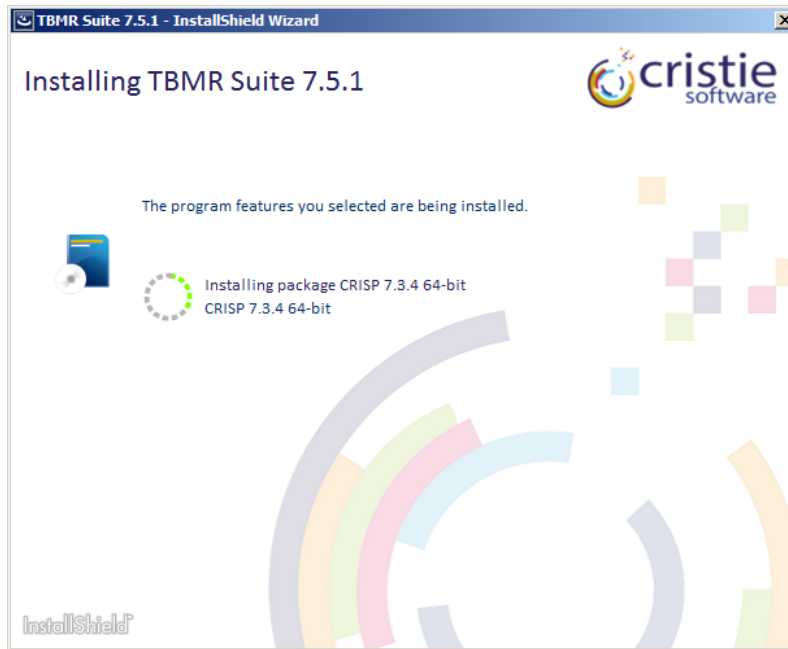 TBMR Suite 7.5.1 - InstallShield Wizard
Installing TBMR Suite 7.5.1
cristie
software
The program features you selected are being installed.
Installing package CRISP 7.3.4 64-bit
CRISP 7.3.4 64-bit
InstallShield